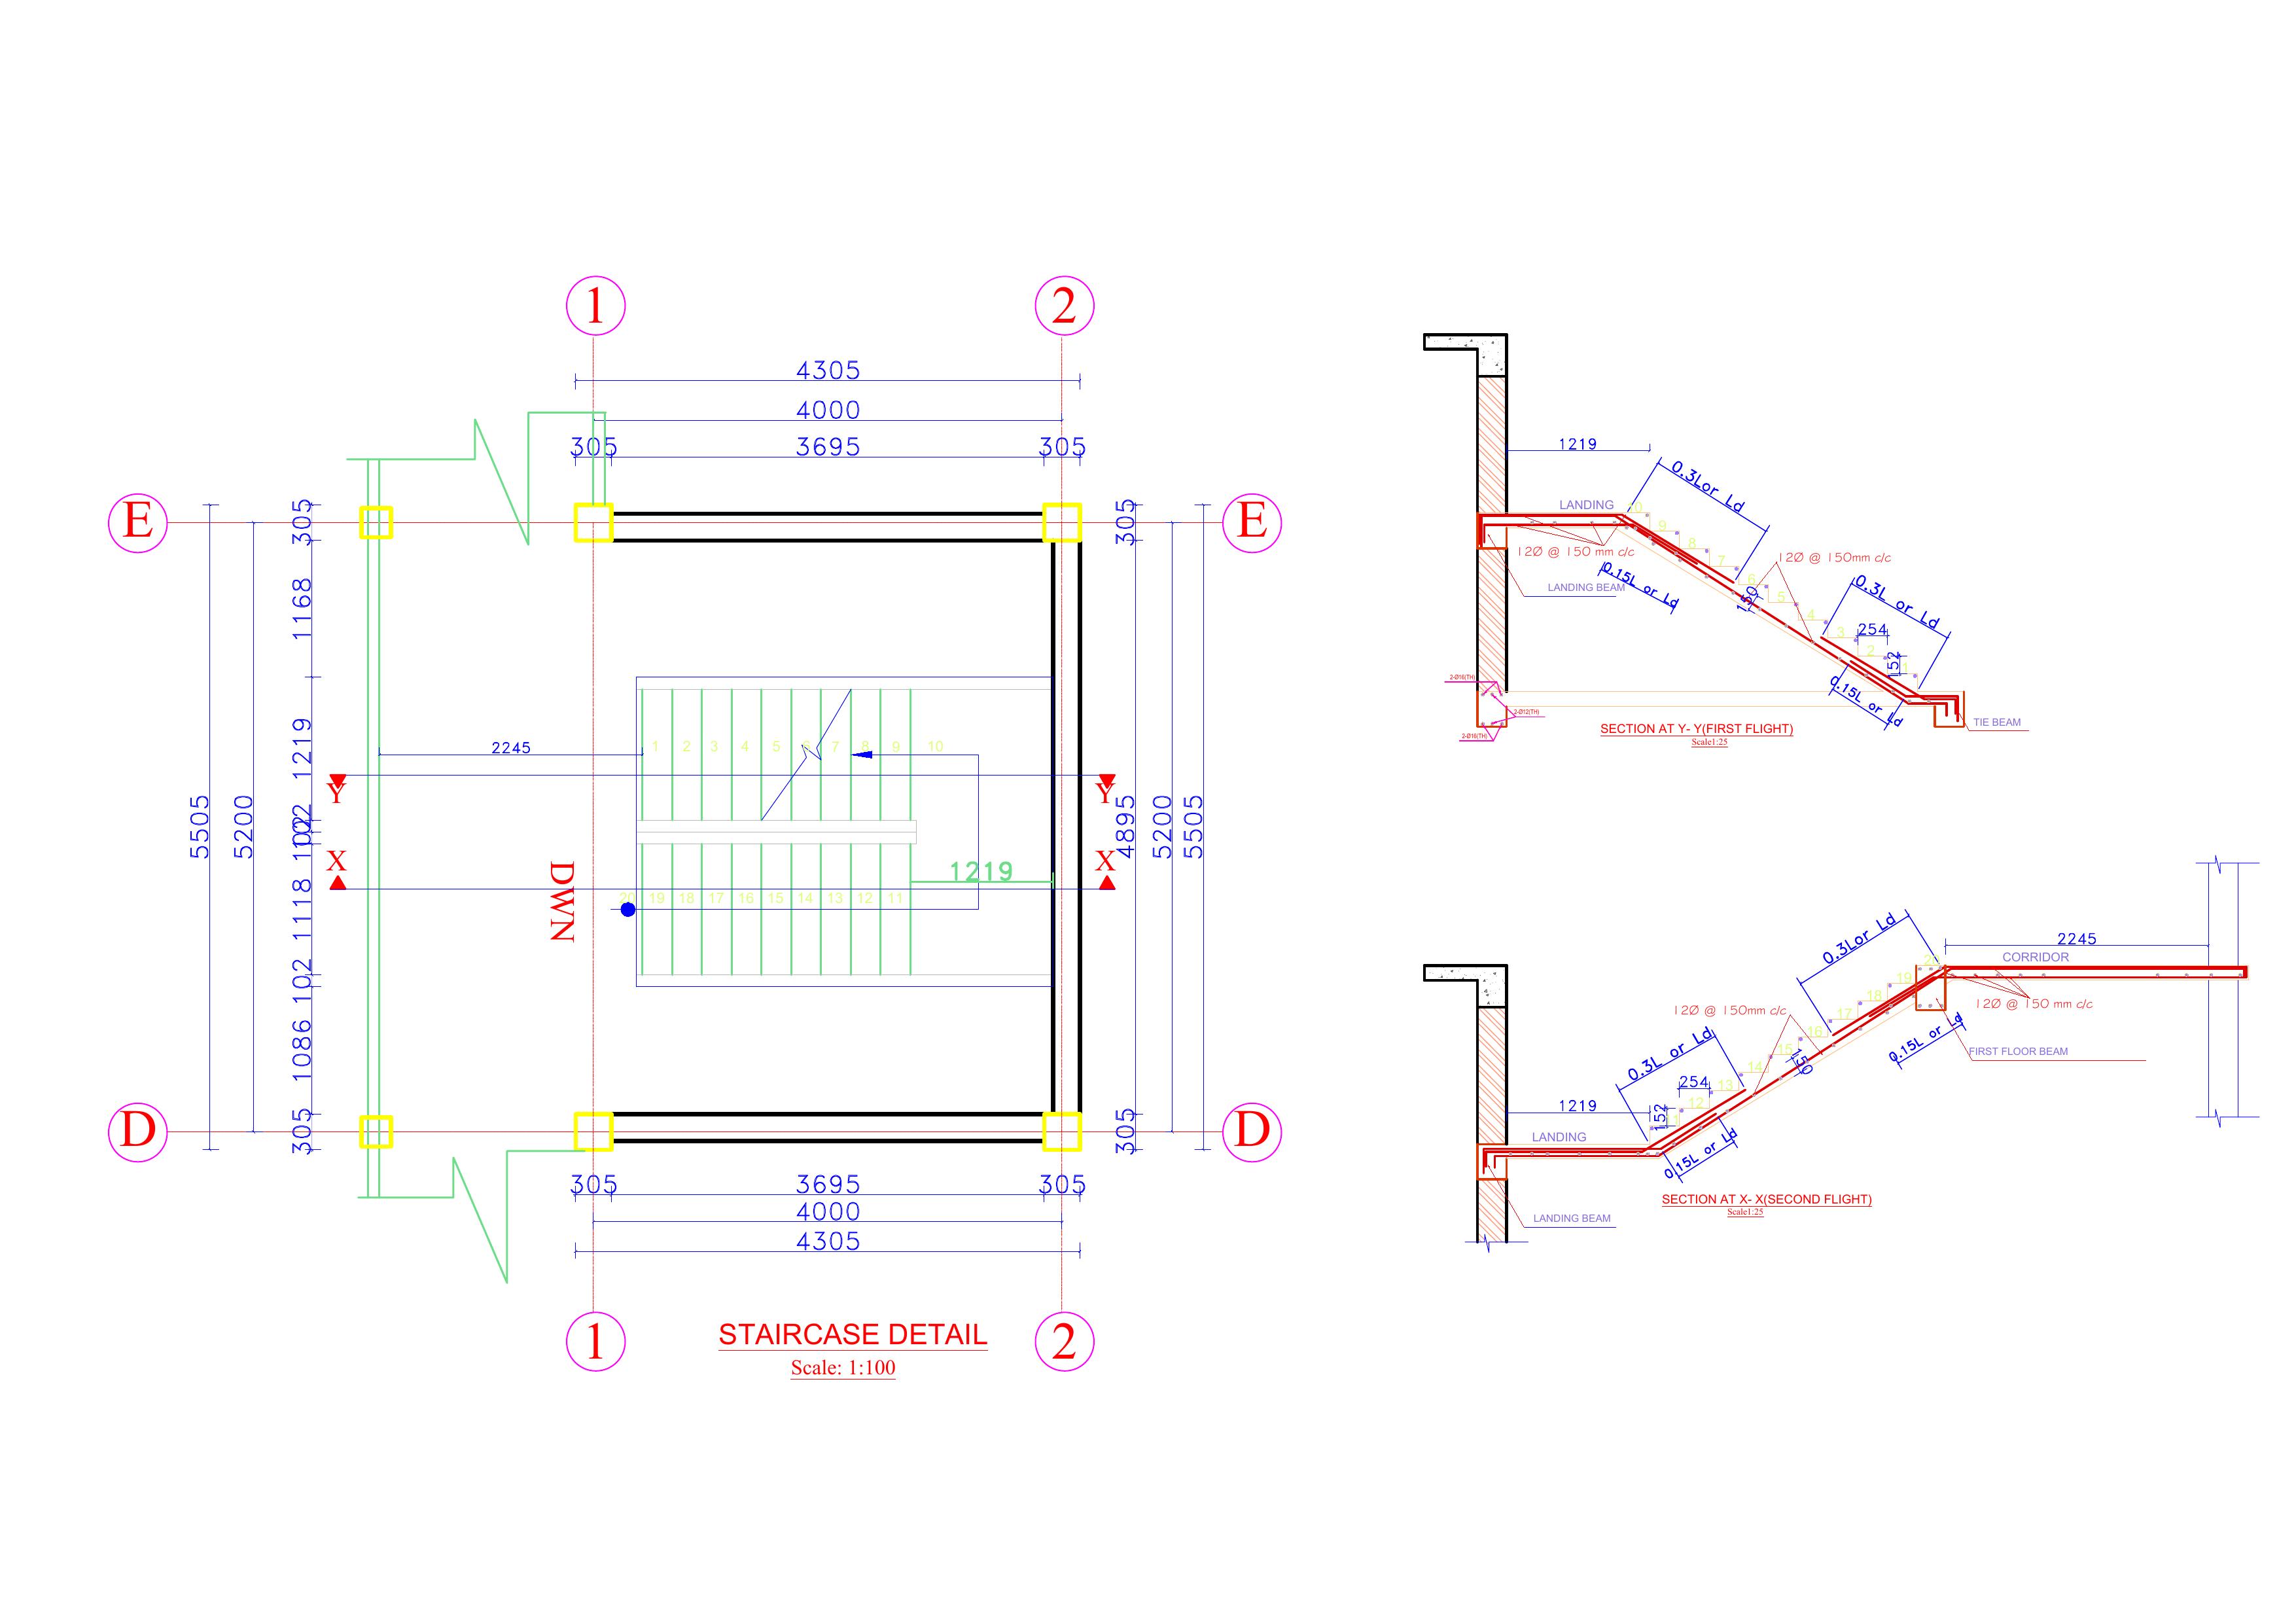 1
2
4305
4000
305
3695
305
E
E
305
305
1168
1219
102
102
1118
102
1086
305
305
5505
5200
4895
5200
5505
2245
1
2
3
4
5
6
7
8
9
10
Y
Y
X
X
1219
DWN
20
19
18
17
16
15
14
13
12
11
D
D
305
3695
305
4000
4305
1
2
STAIRCASE DETAIL
Scale: 1:100
1219
0.3Lor Ld
LANDING
10
9
8
7
6
5
4
3
2
1
12Ø @ 150 mm c/c
12Ø @ 150mm c/c
LANDING BEAM
0.15L or Ld
150
0.3L or Ld
254
152
0.15L or Ld
2-Ø16(TH)
2-Ø12(TH)
2-Ø16(TH)
TIE BEAM
SECTION AT Y- Y(FIRST FLIGHT)
Scale1:25
0.3Lor Ld
2245
CORRIDOR
20
19
18
17
16
15
14
13
12
11
12Ø @ 150mm c/c
12Ø @ 150 mm c/c
0.3L or Ld
150
0.15L or Ld
FIRST FLOOR BEAM
254
1219
152
LANDING
0.15L or Ld
SECTION AT X- X(SECOND FLIGHT)
Scale1:25
LANDING BEAM